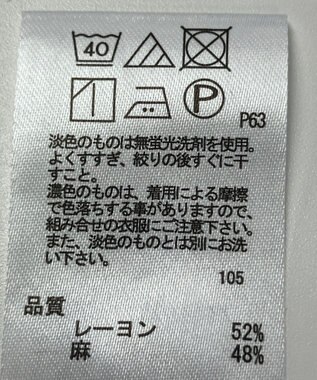 40
P
P63
淡色のものは無蛍光洗剤を使用。
よくすすぎ、絞りの後すぐに干
すこと。
濃色のものは、着用による摩擦
で色落ちする事がありますので、
組み合せの衣服にご注意下さい。
また、淡色のものとは別にお洗
い下さい。
105
品質
レーヨン 52%
麻 48%